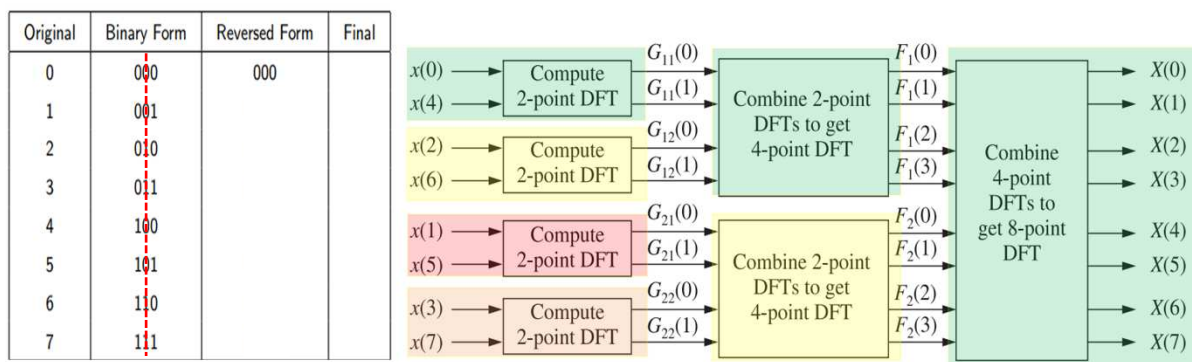 Original Binary Form Reversed Form Final
0 000 000
1 001
2 010
3 011
4 100
5 101
6 110
7 111
x(0)
x(4)
Compute
2-point DFT
G11(0)
G11(1)
x(2)
x(6)
Compute
2-point DFT
G12(0)
G12(1)
Combine 2-point
DFTs to get
4-point DFT
F1(0)
F1(1)
F1(2)
F1(3)
x(1)
x(5)
Compute
2-point DFT
G21(0)
G21(1)
x(3)
x(7)
Compute
2-point DFT
G22(0)
G22(1)
Combine 2-point
DFTs to get
4-point DFT
F2(0)
F2(1)
F2(2)
F2(3)
Combine
4-point
DFTs to
get 8-point
DFT
X(0)
X(1)
X(2)
X(3)
X(4)
X(5)
X(6)
X(7)